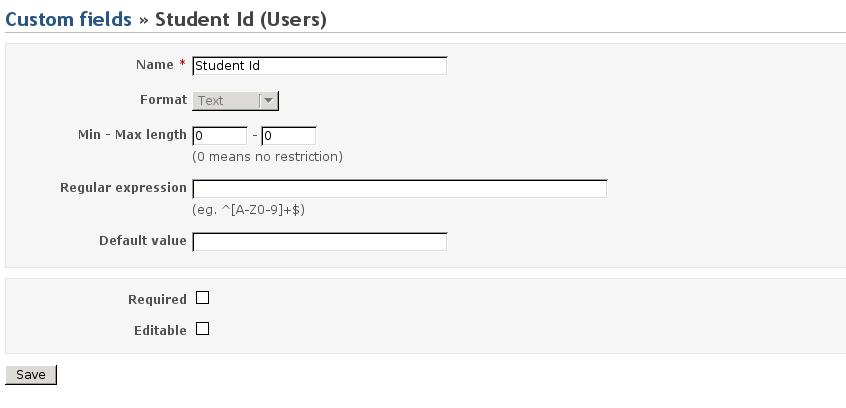 Custom fields » Student Id (Users)
Name * Student Id
Format Text
Min - Max length 0 - 0
(0 means no restriction)
Regular expression
(eg. ^[A-Z0-9]+$)
Default value
Required
Editable
Save